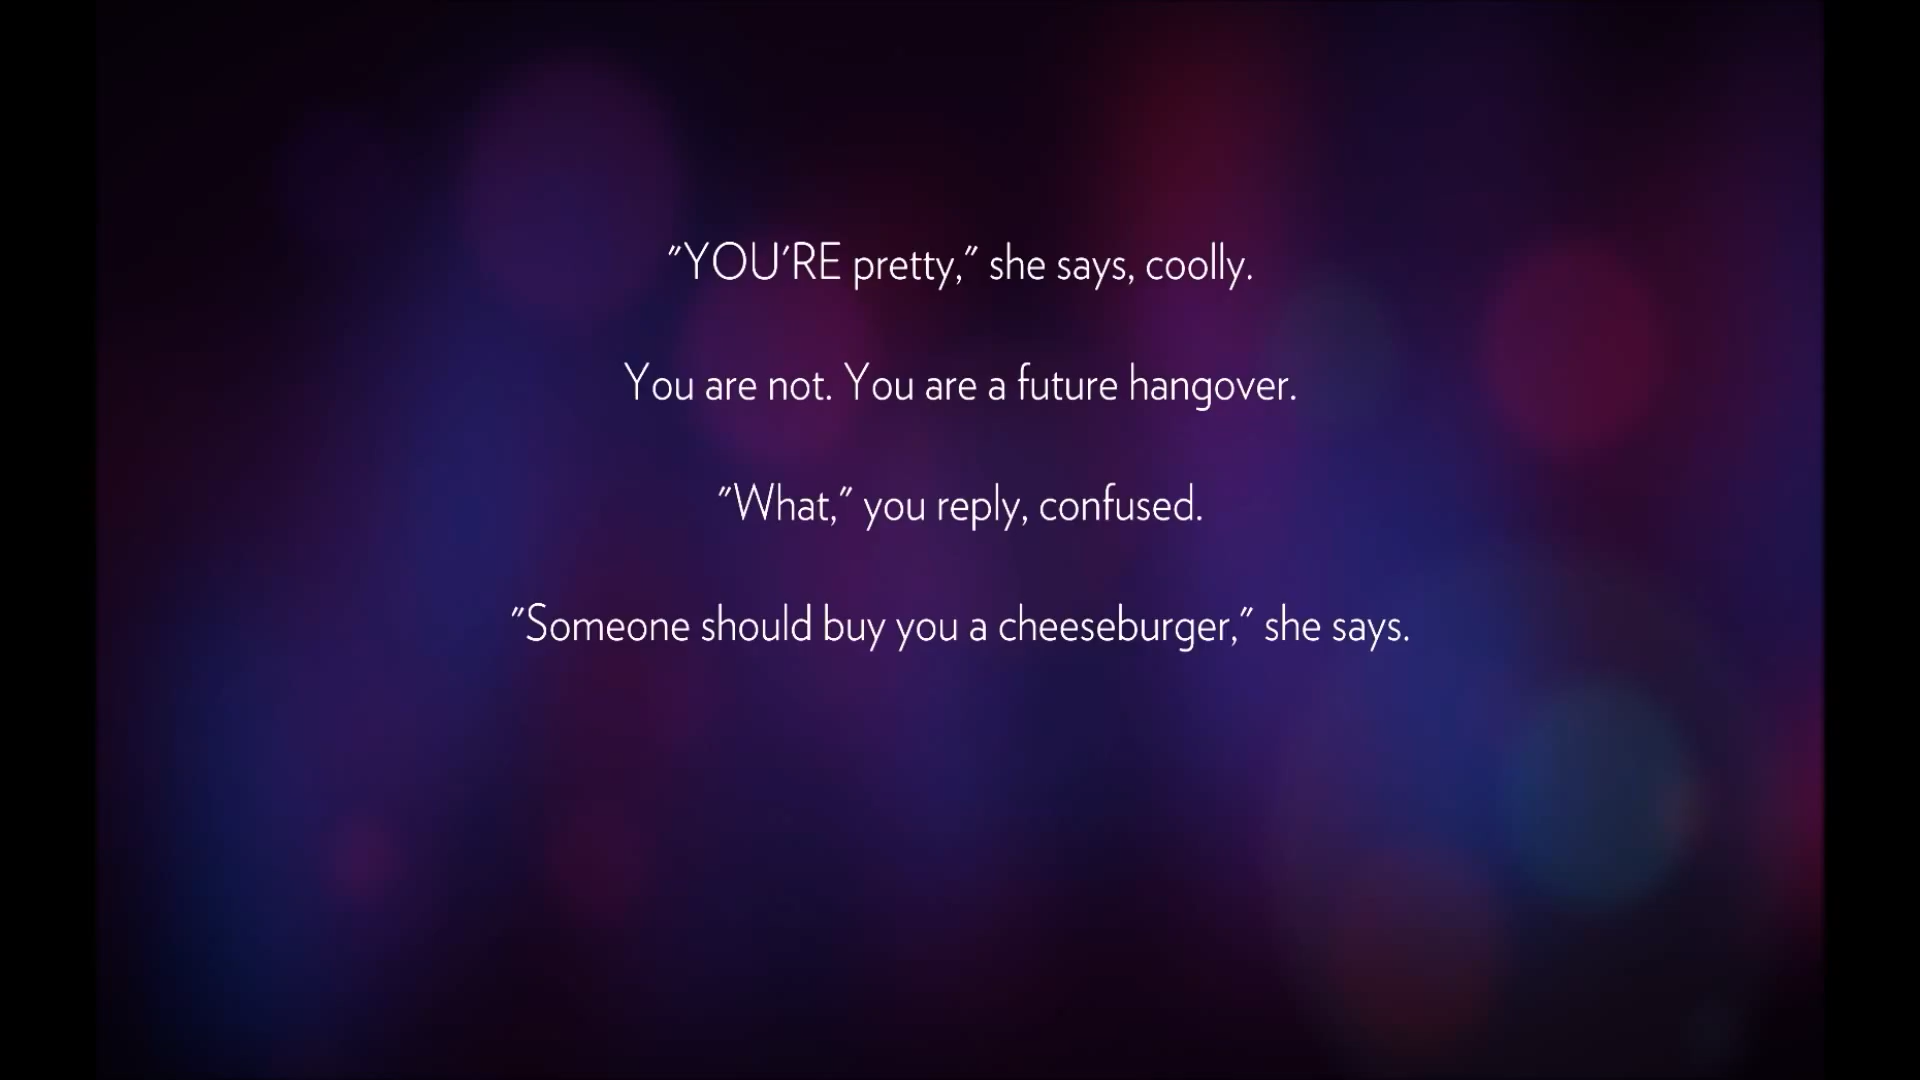 "YOU'RE pretty," she says, coolly.
You are not. You are a future hangover.
"What," you reply, confused.
"Someone should buy you a cheeseburger," she says.